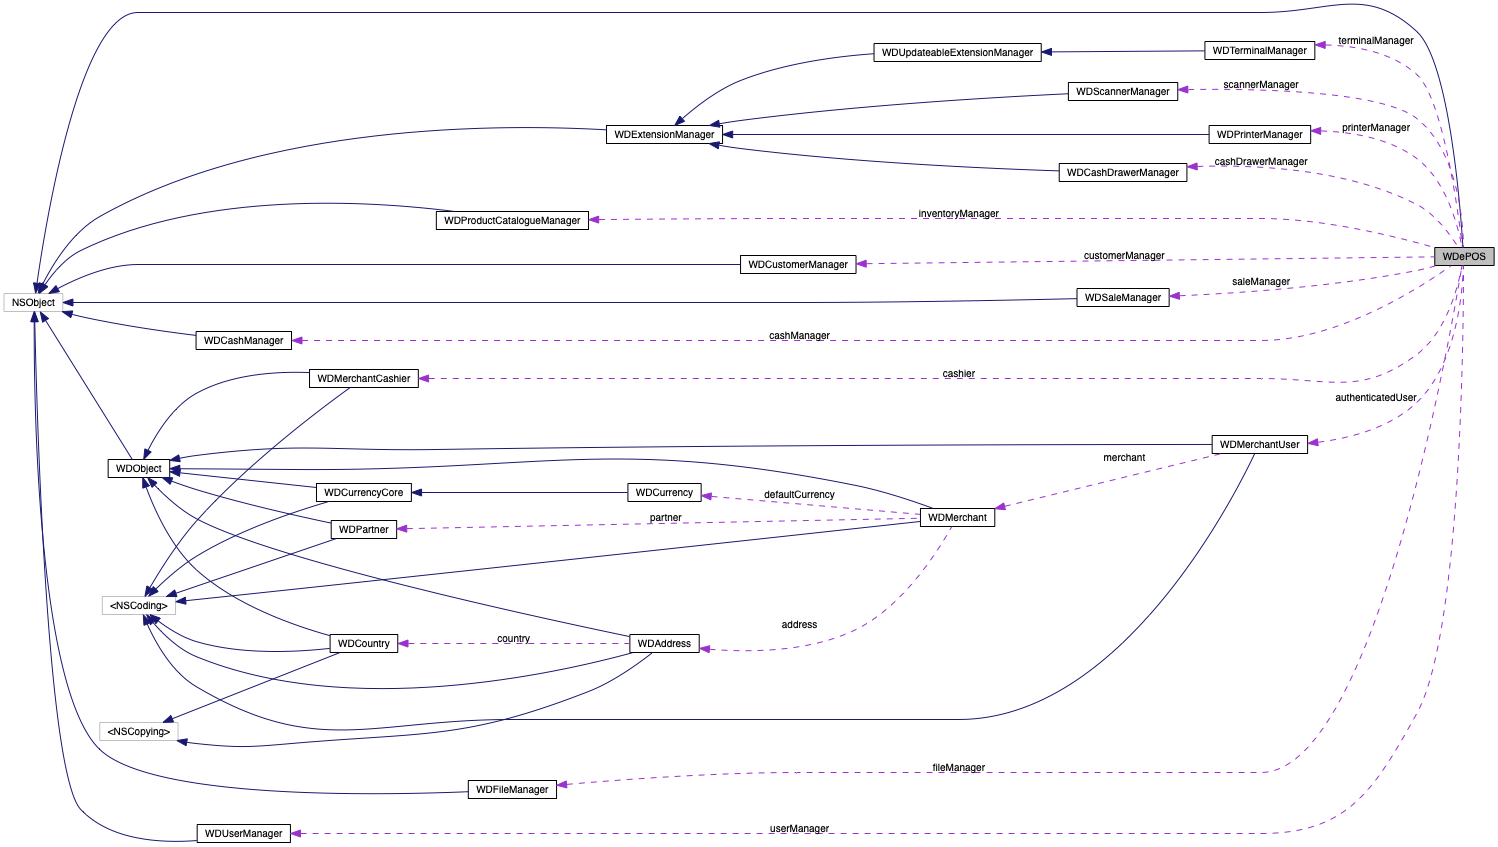 terminalManager
WDUpdateableExtensionManager
WDTerminalManager
scannerManager
WDScannerManager
printerManager
WDExtensionManager
WDPrinterManager
cashDrawerManager
WDCashDrawerManager
inventoryManager
WDProductCatalogueManager
customerManager
WDePOS
WDCustomerManager
saleManager
NSObject
WDSaleManager
cashManager
WDCashManager
cashier
WDMerchantCashier
authenticatedUser
WDMerchantUser
merchant
WDObject
WDCurrencyCore
WDCurrency
defaultCurrency
partner
WDMerchant
WDPartner
<NSCoding>
address
country
WDCountry
WDAddress
<NSCopying>
fileManager
WDFileManager
userManager
WDUserManager